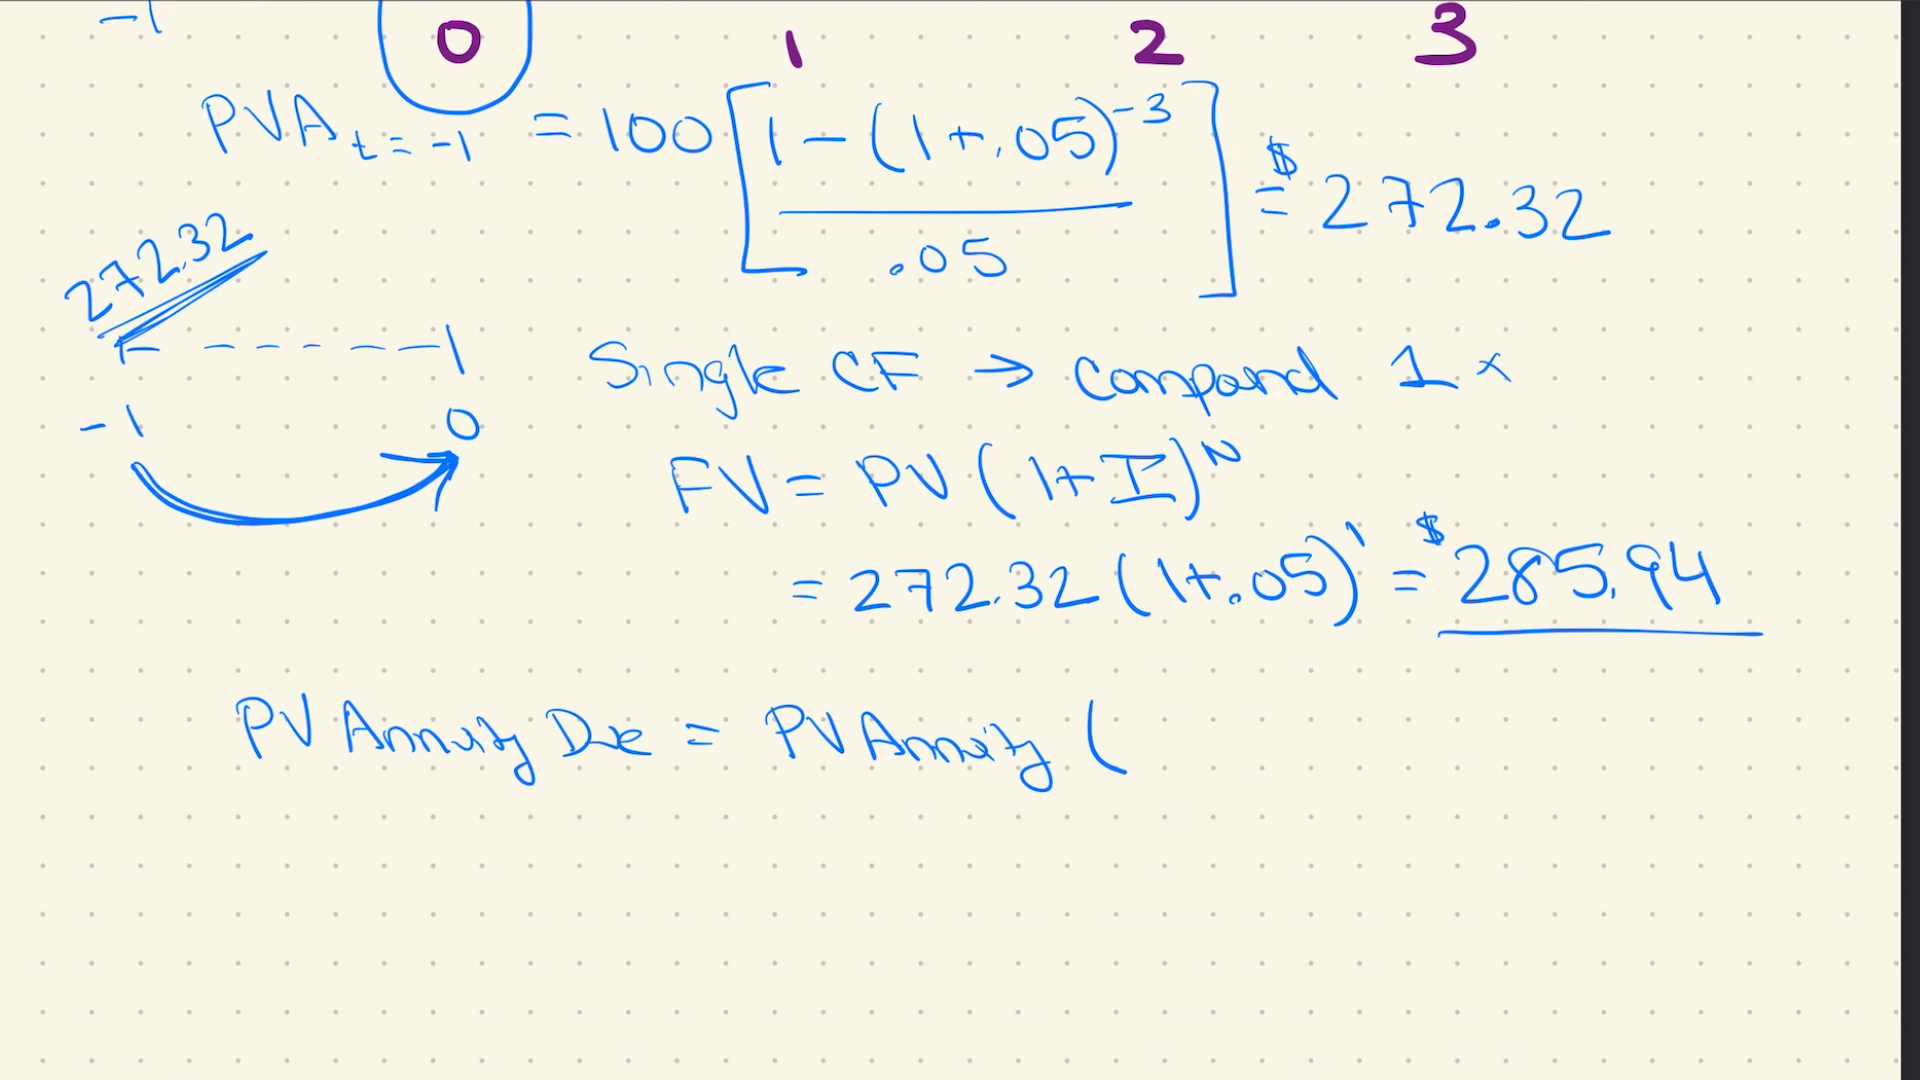 -1 0 1 2 3
PVA t=-1 = 100 [ 1-(1+.05)^-3 / .05 ] = $272.32
272.32
Single CF → Compound 1x
-1 0
FV = PV (1+I)^N
= 272.32 (1+.05)^1 = $285.94
PV Annuity Due = PV Annuity (